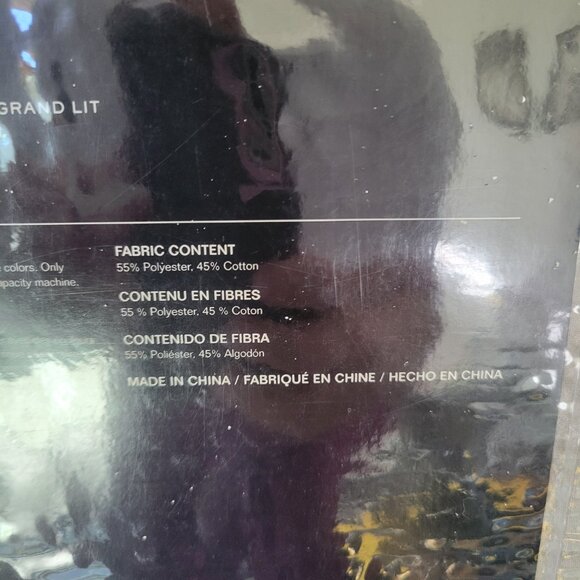 GRAND LIT
FABRIC CONTENT
55% Polyester, 45% Cotton
colors. Only
capacity machine.
CONTENU EN FIBRES
55 % Polyester, 45 % Coton
CONTENIDO DE FIBRA
55% Poliéster, 45% Algodón
MADE IN CHINA / FABRIQUÉ EN CHINE / HECHO EN CHINA